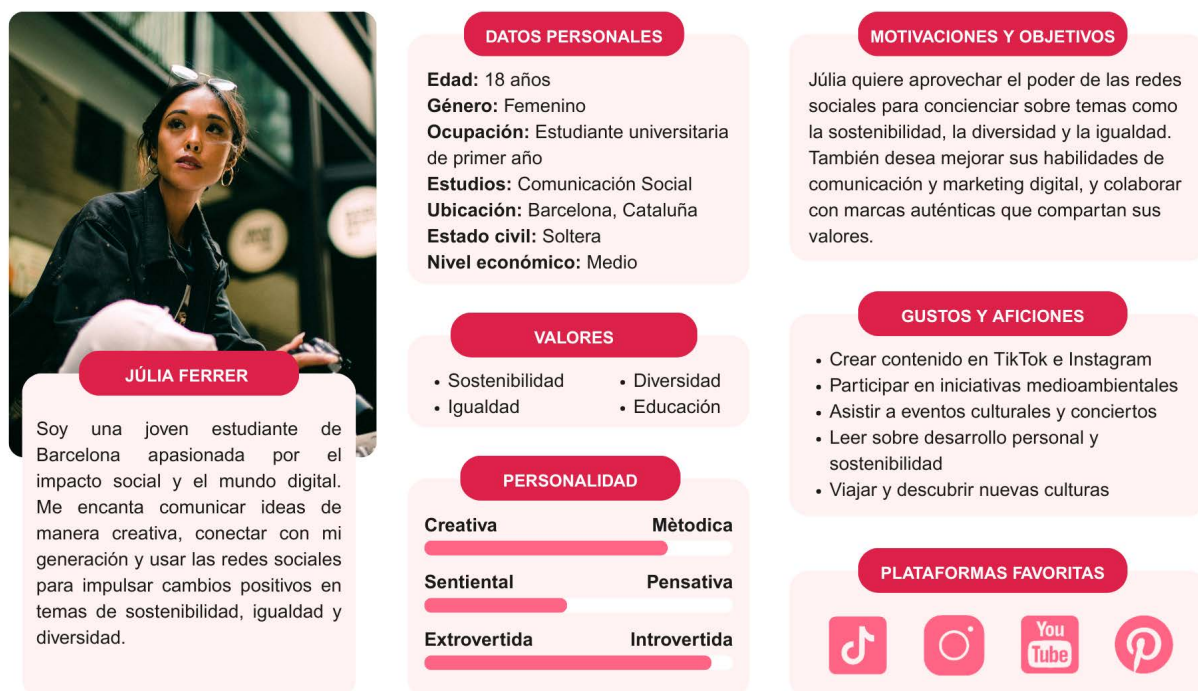 JÚLIA FERRER
Soy una joven estudiante de
Barcelona apasionada por el
impacto social y el mundo digital.
Me encanta comunicar ideas de
manera creativa, conectar con mi
generación y usar las redes sociales
para impulsar cambios positivos en
temas de sostenibilidad, igualdad y
diversidad.
DATOS PERSONALES
Edad: 18 años
Género: Femenino
Ocupación: Estudiante universitaria
de primer año
Estudios: Comunicación Social
Ubicación: Barcelona, Cataluña
Estado civil: Soltera
Nivel económico: Medio
VALORES
• Sostenibilidad
• Igualdad
• Diversidad
• Educación
PERSONALIDAD
Creativa Mètodica
Sentiental Pensativa
Extrovertida Introvertida
MOTIVACIONES Y OBJETIVOS
Júlia quiere aprovechar el poder de las redes
sociales para concienciar sobre temas como
la sostenibilidad, la diversidad y la igualdad.
También desea mejorar sus habilidades de
comunicación y marketing digital, y colaborar
con marcas auténticas que compartan sus
valores.
GUSTOS Y AFICIONES
• Crear contenido en TikTok e Instagram
• Participar en iniciativas medioambientales
• Asistir a eventos culturales y conciertos
• Leer sobre desarrollo personal y
sostenibilidad
• Viajar y descubrir nuevas culturas
PLATAFORMAS FAVORITAS
You
Tube